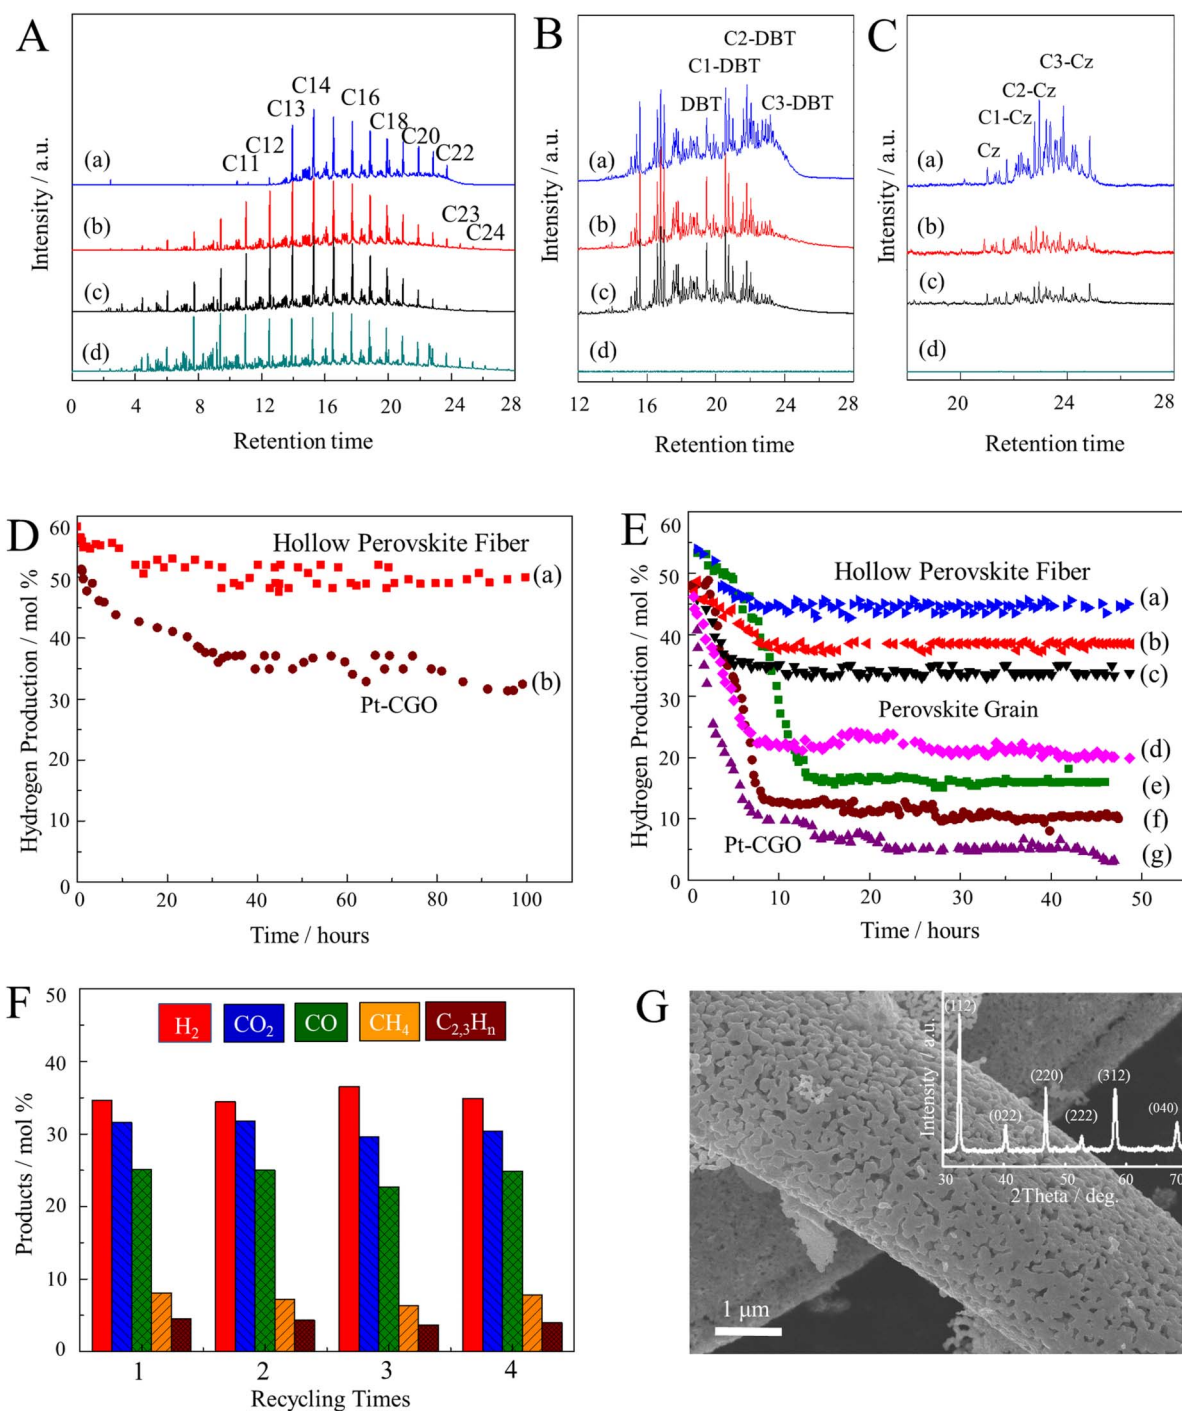 A
Intensity / a.u.
C11
C12
C13
C14
C16
C18
C20
C22
C23
C24
(a)
(b)
(c)
(d)
0 4 8 12 16 20 24 28
Retention time
B
C2-DBT
C1-DBT
DBT
C3-DBT
(a)
(b)
(c)
(d)
12 16 20 24 28
Retention time
C
C3-Cz
C2-Cz
C1-Cz
Cz
(a)
(b)
(c)
(d)
20 24 28
Retention time
D
Hydrogen Production / mol %
60
50
40
30
20
10
0
Hollow Perovskite Fiber
(a)
(b)
Pt-CGO
0 20 40 60 80 100
Time / hours
E
Hydrogen Production / mol %
60
50
40
30
20
10
0
Hollow Perovskite Fiber
(a)
(b)
(c)
Perovskite Grain
(d)
(e)
(f)
Pt-CGO
(g)
0 10 20 30 40 50
Time / hours
F
Products / mol %
50
40
30
20
10
0
H2 CO2 CO CH4 C2,3Hn
1 2 3 4
Recycling Times
G
Intensity / a.u.
(112)
(022)
(220)
(222)
(312)
(040)
30 40 50 60 70
2Theta / deg.
1 μm